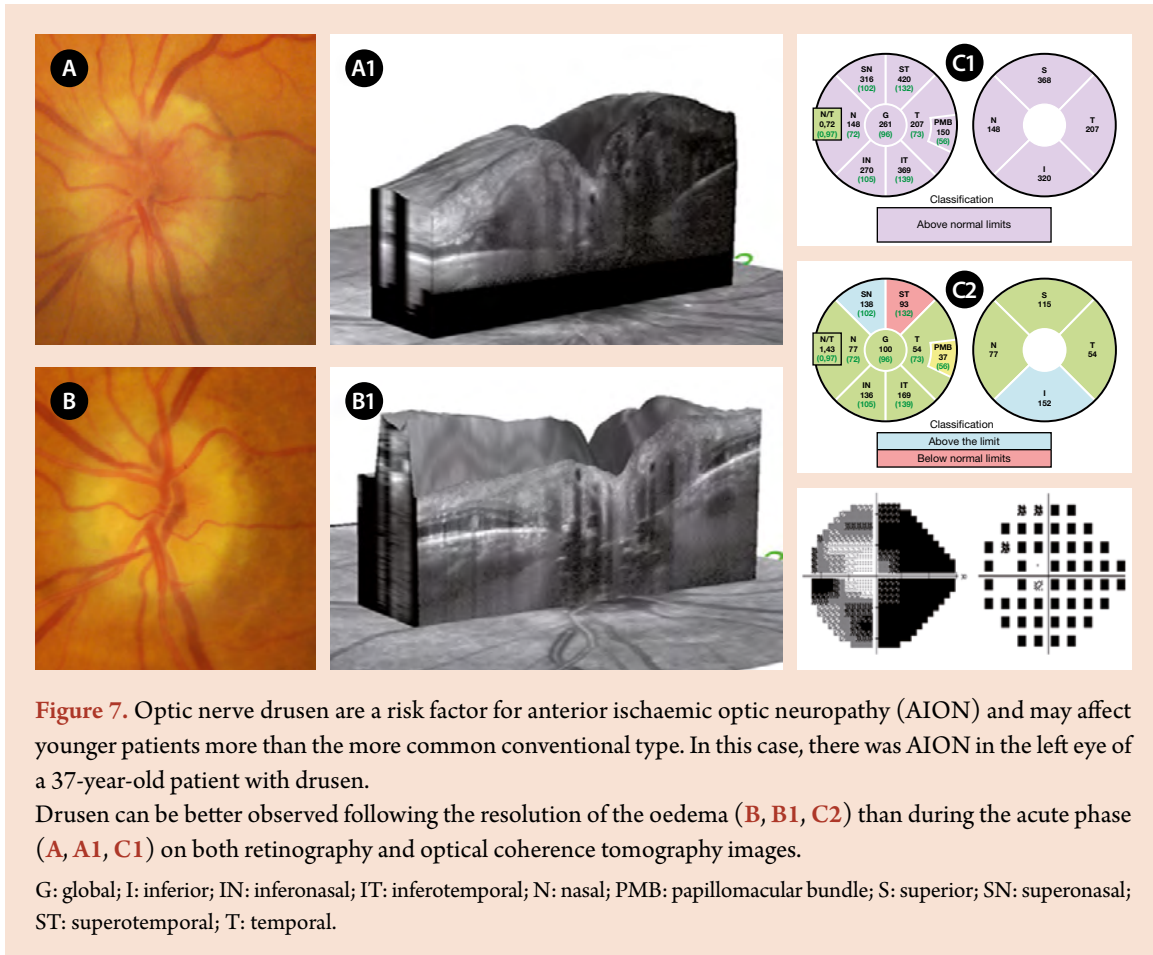 A
A1
C1
SN
316
(102)
ST
420
(132)
N/T
0,72
(0,97)
N
148
(72)
G
261
(96)
T
207
(73)
PMB
150
(56)
IN
270
(105)
IT
369
(139)
S
368
N
148
T
207
I
320
Classification
Above normal limits
C2
SN
138
(102)
ST
93
(132)
N/T
1,43
(0,97)
N
77
(72)
G
100
(96)
T
54
(73)
PMB
37
(56)
IN
136
(105)
IT
169
(139)
S
115
N
77
T
54
I
152
Classification
Above the limit
Below normal limits
B
B1
30
Figure 7. Optic nerve drusen are a risk factor for anterior ischaemic optic neuropathy (AION) and may affect
younger patients more than the more common conventional type. In this case, there was AION in the left eye of
a 37-year-old patient with drusen.
Drusen can be better observed following the resolution of the oedema (B, B1, C2) than during the acute phase
(A, A1, C1) on both retinography and optical coherence tomography images.
G: global; I: inferior; IN: inferonasal; IT: inferotemporal; N: nasal; PMB: papillomacular bundle; S: superior; SN: superonasal;
ST: superotemporal; T: temporal.